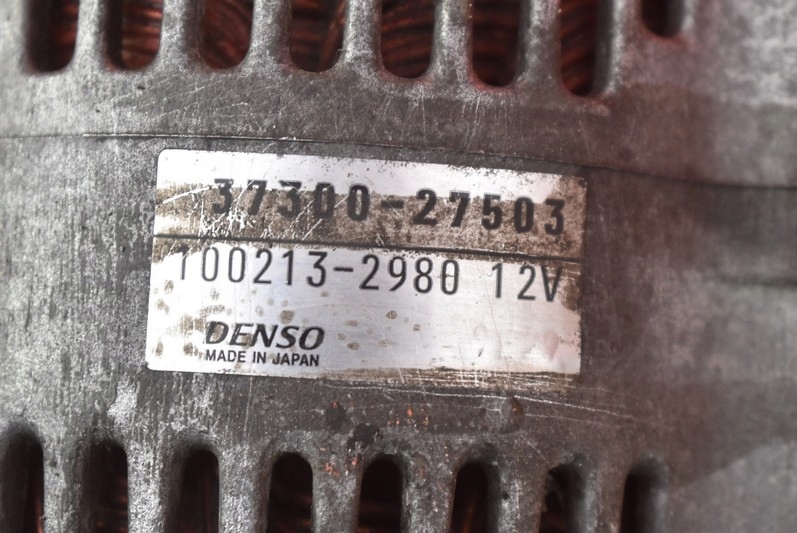 37300-27503
100213-2980 12V
DENSO
MADE IN JAPAN